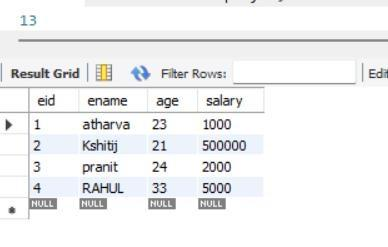 13
Result Grid Filter Rows: Edit
eid ename age salary
1 atharva 23 1000
2 Kshitij 21 500000
3 pranit 24 2000
4 RAHUL 33 5000
NULL NULL NULL NULL